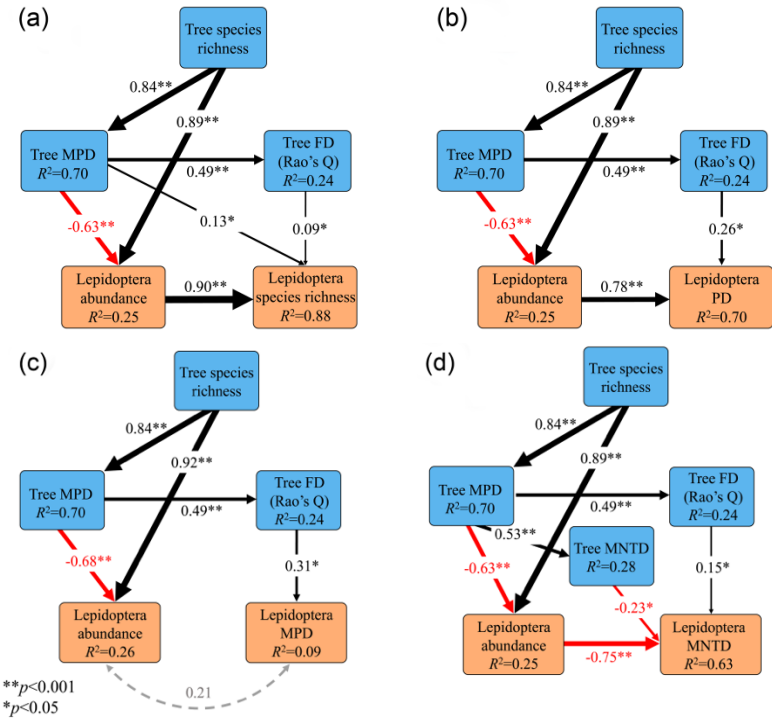 (a)
Tree species
richness
0.84**
0.89**
Tree MPD
R²=0.70
0.49**
Tree FD
(Rao's Q)
R²=0.24
-0.63**
0.13*
0.09*
Lepidoptera
abundance
R²=0.25
0.90**
Lepidoptera
species richness
R²=0.88
(b)
Tree species
richness
0.84**
0.89**
Tree MPD
R²=0.70
0.49**
Tree FD
(Rao's Q)
R²=0.24
-0.63**
0.26*
Lepidoptera
abundance
R²=0.25
0.78**
Lepidoptera
PD
R²=0.70
(c)
Tree species
richness
0.84**
0.92**
Tree MPD
R²=0.70
0.49**
Tree FD
(Rao's Q)
R²=0.24
-0.68**
0.31*
Lepidoptera
abundance
R²=0.26
Lepidoptera
MPD
R²=0.09
0.21
**p<0.001
*p<0.05
(d)
Tree species
richness
0.84**
0.89**
Tree MPD
R²=0.70
0.49**
Tree FD
(Rao's Q)
R²=0.24
0.53**
Tree MNTD
R²=0.28
-0.63**
0.15*
-0.23*
Lepidoptera
abundance
R²=0.25
-0.75**
Lepidoptera
MNTD
R²=0.63